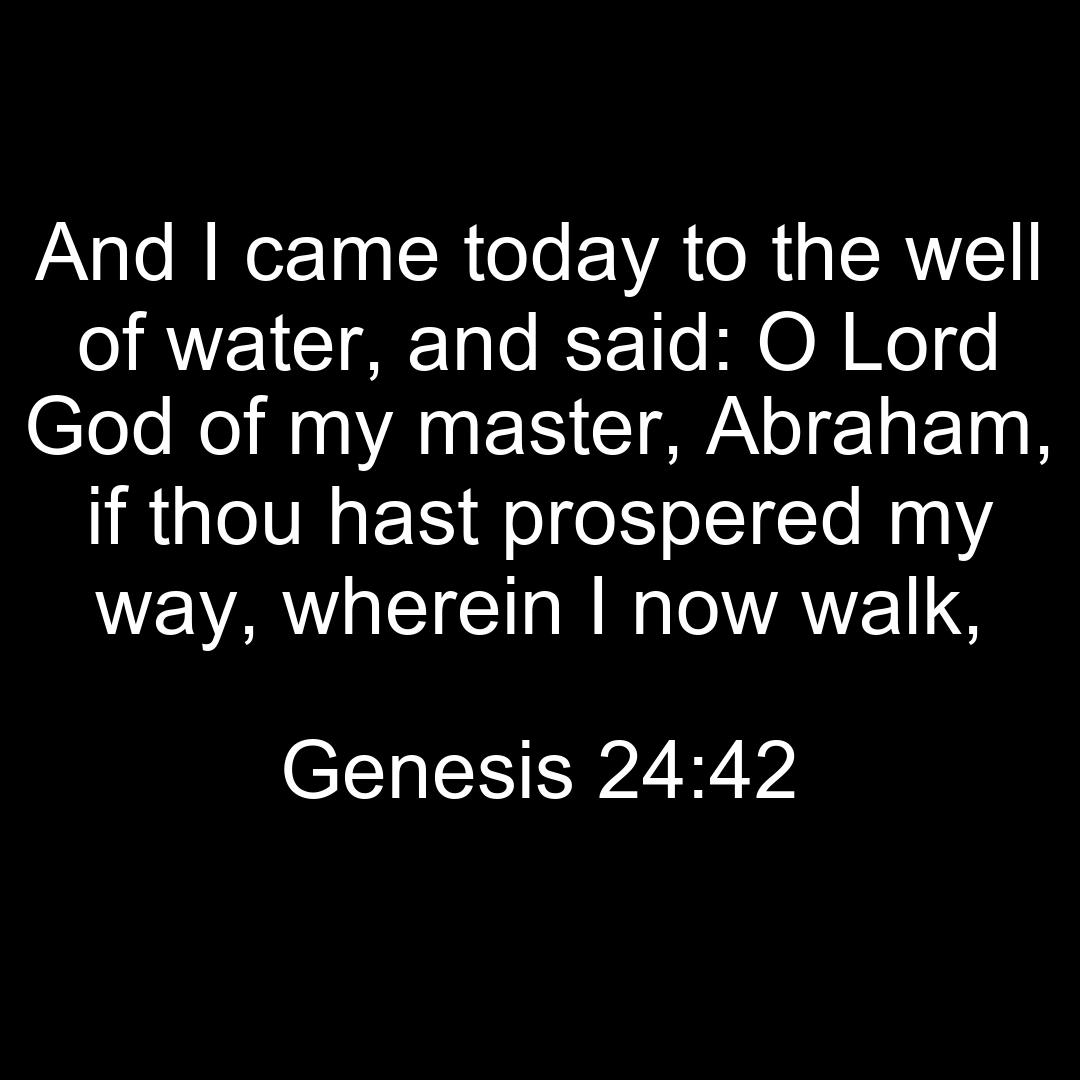 And I came today to the well
of water, and said: O Lord
God of my master, Abraham,
if thou hast prospered my
way, wherein I now walk,
Genesis 24:42